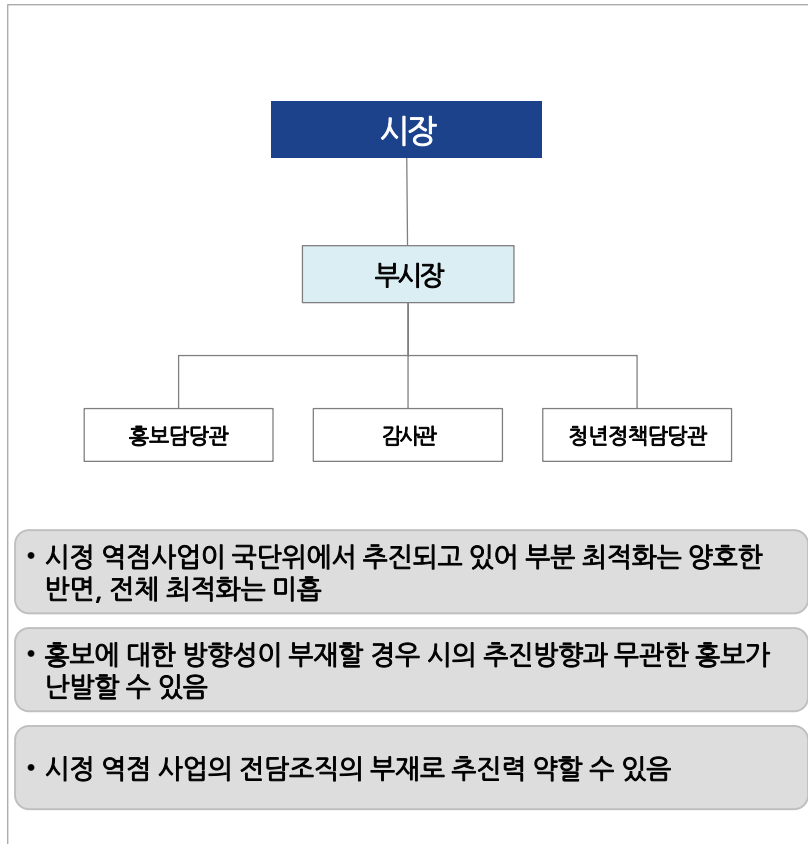 시장
부시장
홍보담당관
감사관
청년정책담당관
• 시정 역점사업이 국단위에서 추진되고 있어 부분 최적화는 양호한
반면, 전체 최적화는 미흡
• 홍보에 대한 방향성이 부재할 경우 시의 추진방향과 무관한 홍보가
난발할 수 있음
• 시정 역점 사업의 전담조직의 부재로 추진력 약할 수 있음